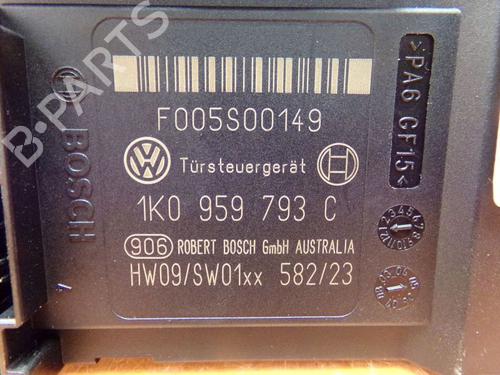 F005S00149
Türsteuergerät
1K0 959 793 C
906 ROBERT BOSCH GmbH AUSTRALIA
HW09/SW01xx 582/23
BOSCH
>PA6 GF15<
B-PARTS